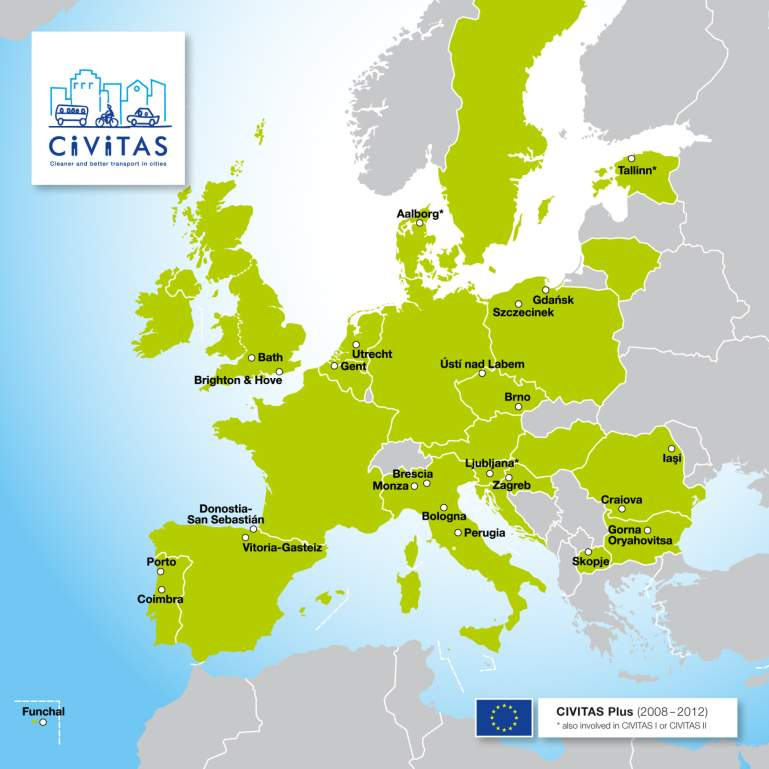 CIVITAS
Cleaner and better transport in cities
Tallinn*
Aalborg*
Gdańsk
Szczecinek
Bath
Utrecht
Gent
Brighton & Hove
Ústí nad Labem
Brno
Iaşi
Ljubljana*
Zagreb
Brescia
Monza
Craiova
Donostia-
San Sebastián
Bologna
Gorna
Oryahovitsa
Perugia
Vitoria-Gasteiz
Skopje
Porto
Coimbra
Funchal
CIVITAS Plus (2008–2012)
* also involved in CIVITAS I or CIVITAS II